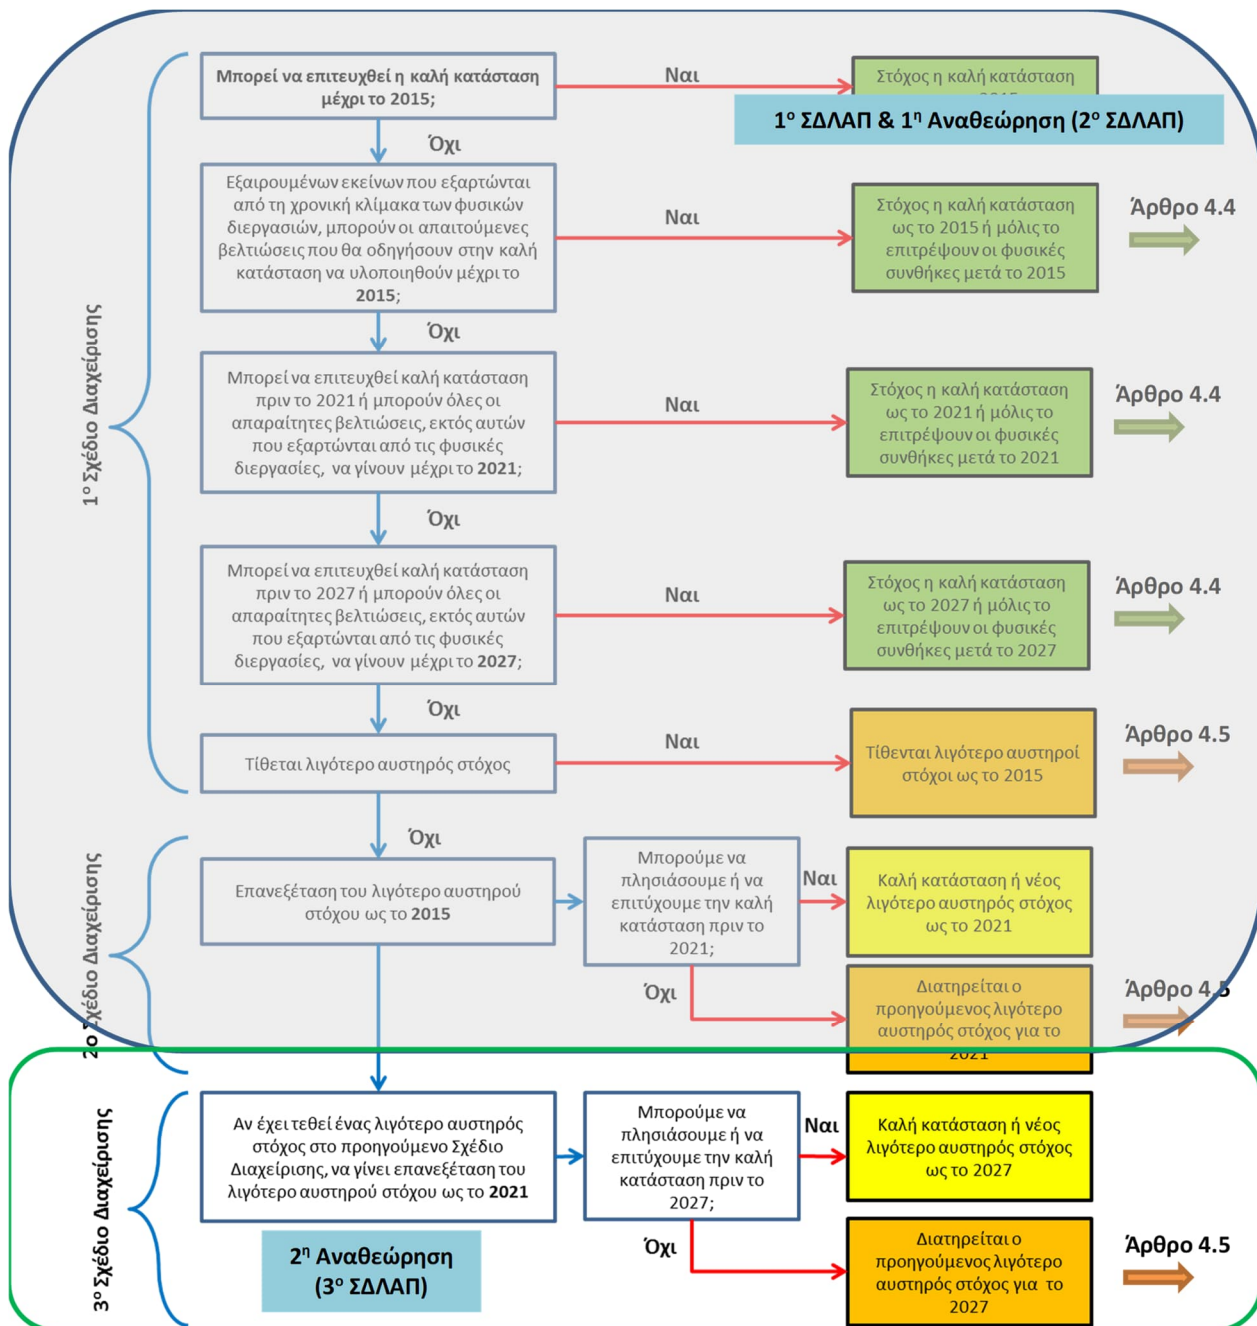 Μπορεί να επιτευχθεί η καλή κατάσταση
μέχρι το 2015;
Ναι
Στόχος η καλή κατάσταση
1ο ΣΔΛΑΠ & 1η Αναθεώρηση (2ο ΣΔΛΑΠ)
Όχι
1ο Σχέδιο Διαχείρισης
Εξαιρουμένων εκείνων που εξαρτώνται
από τη χρονική κλίμακα των φυσικών
διεργασιών, μπορούν οι απαιτούμενες
βελτιώσεις που θα οδηγήσουν στην καλή
κατάσταση να υλοποιηθούν μέχρι το
2015;
Ναι
Στόχος η καλή κατάσταση
ως το 2015 ή μόλις το
επιτρέψουν οι φυσικές
συνθήκες μετά το 2015
Άρθρο 4.4
Όχι
Μπορεί να επιτευχθεί καλή κατάσταση
πριν το 2021 ή μπορούν όλες οι
απαραίτητες βελτιώσεις, εκτός αυτών
που εξαρτώνται από τις φυσικές
διεργασίες, να γίνουν μέχρι το 2021;
Ναι
Στόχος η καλή κατάσταση
ως το 2021 ή μόλις το
επιτρέψουν οι φυσικές
συνθήκες μετά το 2021
Άρθρο 4.4
Όχι
Μπορεί να επιτευχθεί καλή κατάσταση
πριν το 2027 ή μπορούν όλες οι
απαραίτητες βελτιώσεις, εκτός αυτών
που εξαρτώνται από τις φυσικές
διεργασίες, να γίνουν μέχρι το 2027;
Ναι
Στόχος η καλή κατάσταση
ως το 2027 ή μόλις το
επιτρέψουν οι φυσικές
συνθήκες μετά το 2027
Άρθρο 4.4
Όχι
Τίθεται λιγότερο αυστηρός στόχος
Ναι
Τίθενται λιγότερο αυστηροί
στόχοι ως το 2015
Άρθρο 4.5
Όχι
2ο Σχέδιο Διαχείρισης
Επανεξέταση του λιγότερο αυστηρού
στόχου ως το 2015
Μπορούμε να
πλησιάσουμε ή να
επιτύχουμε την καλή
κατάσταση πριν το
2021;
Ναι
Καλή κατάσταση ή νέος
λιγότερο αυστηρός στόχος
ως το 2021
Όχι
Διατηρείται ο
προηγούμενος λιγότερο
αυστηρός στόχος για το
2021
Άρθρο 4.5
3ο Σχέδιο Διαχείρισης
Αν έχει τεθεί ένας λιγότερο αυστηρός
στόχος στο προηγούμενο Σχέδιο
Διαχείρισης, να γίνει επανεξέταση του
λιγότερο αυστηρού στόχου ως το 2021
Μπορούμε να
πλησιάσουμε ή να
επιτύχουμε την καλή
κατάσταση πριν το
2027;
Ναι
Καλή κατάσταση ή νέος
λιγότερο αυστηρός στόχος
ως το 2027
2η Αναθεώρηση
(3ο ΣΔΛΑΠ)
Όχι
Διατηρείται ο
προηγούμενος λιγότερο
αυστηρός στόχος για το
2027
Άρθρο 4.5